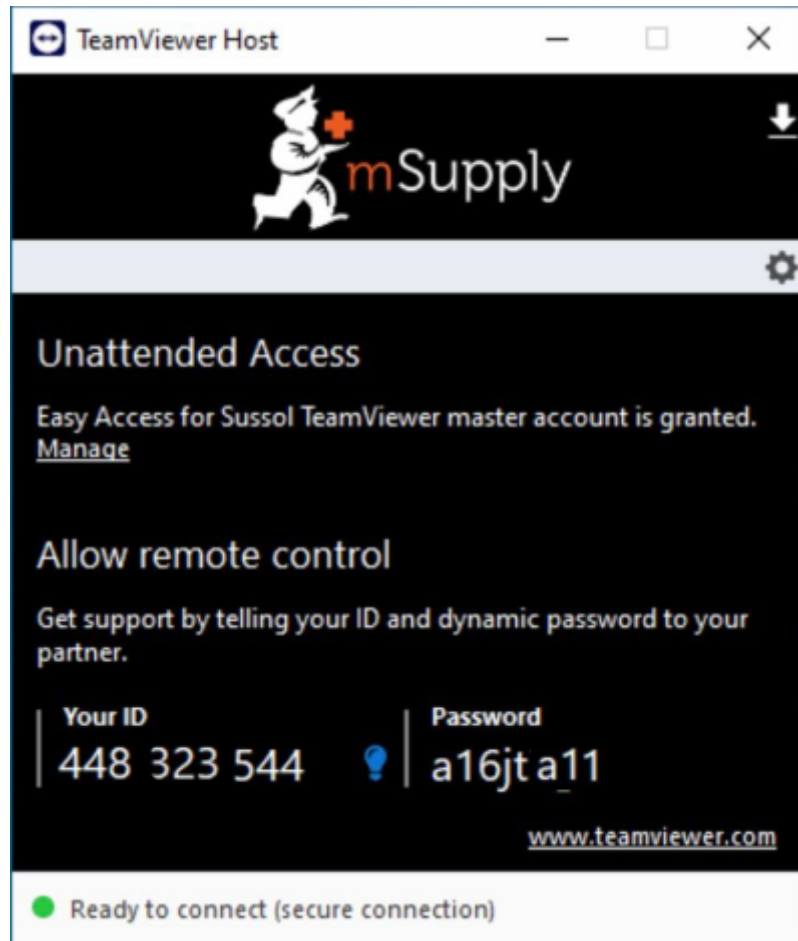 TeamViewer Host
mSupply
Unattended Access
Easy Access for Sussol TeamViewer master account is granted.
Manage
Allow remote control
Get support by telling your ID and dynamic password to your
partner.
Your ID
448 323 544
Password
a16jt a11
www.teamviewer.com
Ready to connect (secure connection)